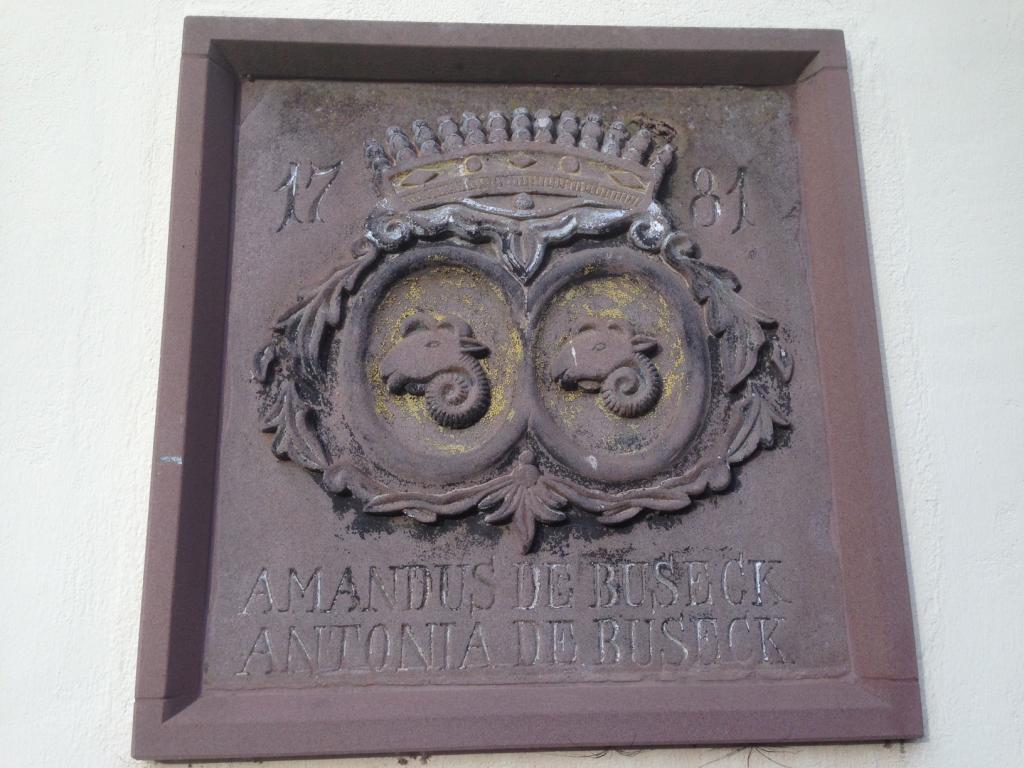 17 81
AMANDUS DE BUSECK
ANTONIA DE BUSECK